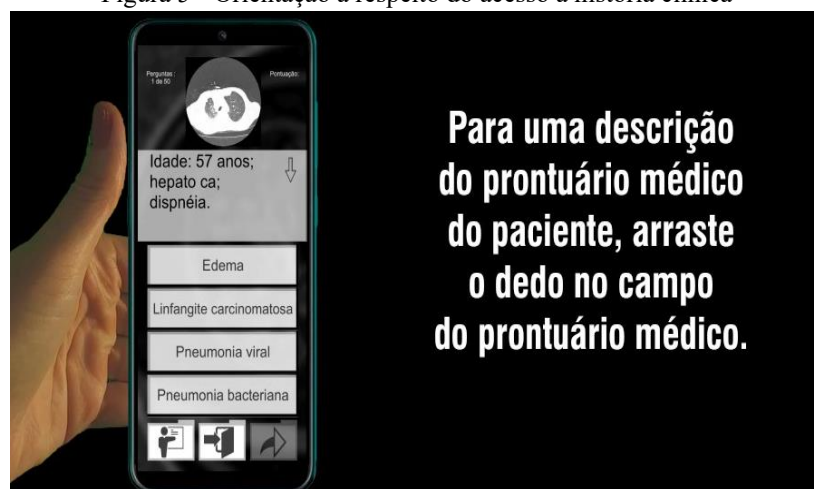 Figura 5 - Orientação a respeito do acesso à história clínica
Perguntas :
1 de 50
Pontuação:
Idade: 57 anos;
hepato ca;
dispnéia.
Edema
Linfangite carcinomatosa
Pneumonia viral
Pneumonia bacteriana
Para uma descrição
do prontuário médico
do paciente, arraste
o dedo no campo
do prontuário médico.